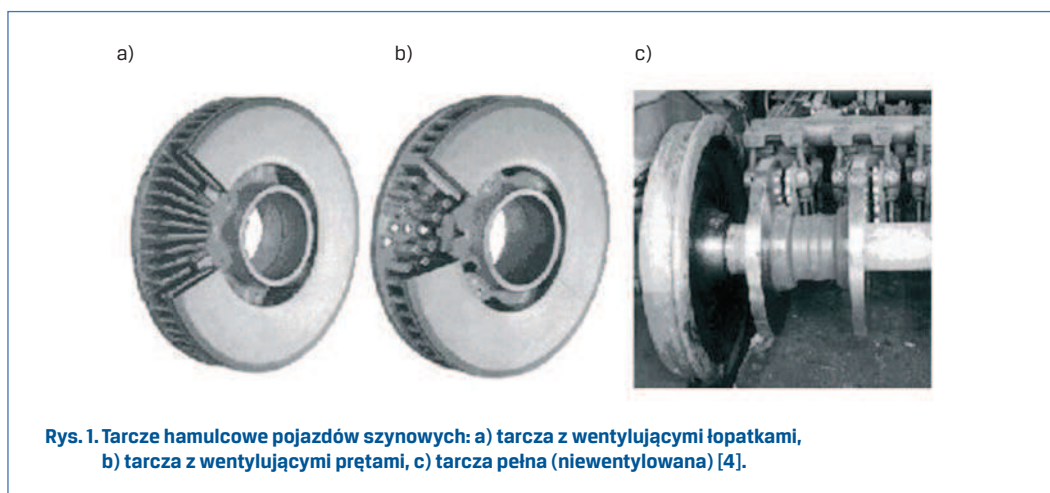 a)
b)
c)
Rys. 1. Tarcze hamulcowe pojazdów szynowych: a) tarcza z wentylującymi łopatkami,
b) tarcza z wentylującymi prętami, c) tarcza pełna (niewentylowana) [4].